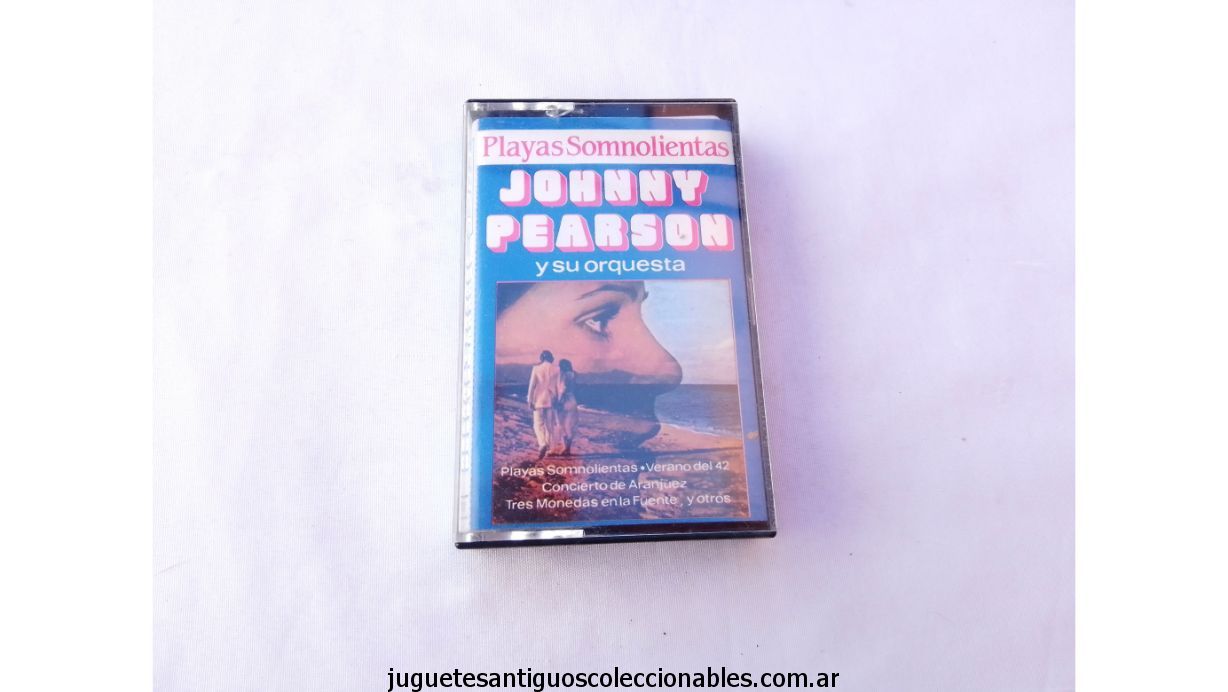 Playas Somnolientas
JOHNNY
PEARSON
y su orquesta
Playas Somnolientas • Verano del 42
Concierto de Aranjuez
Tres Monedas en la Fuente, y otros
juguetesantiguoscoleccionables.com.ar